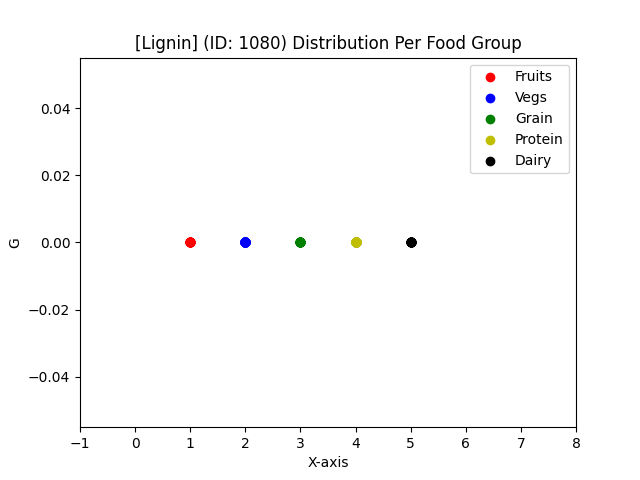 [Lignin] (ID: 1080) Distribution Per Food Group
Fruits
Vegs
Grain
Protein
Dairy
0.04
0.02
0.00
−0.02
−0.04
G
−1 0 1 2 3 4 5 6 7 8
X-axis